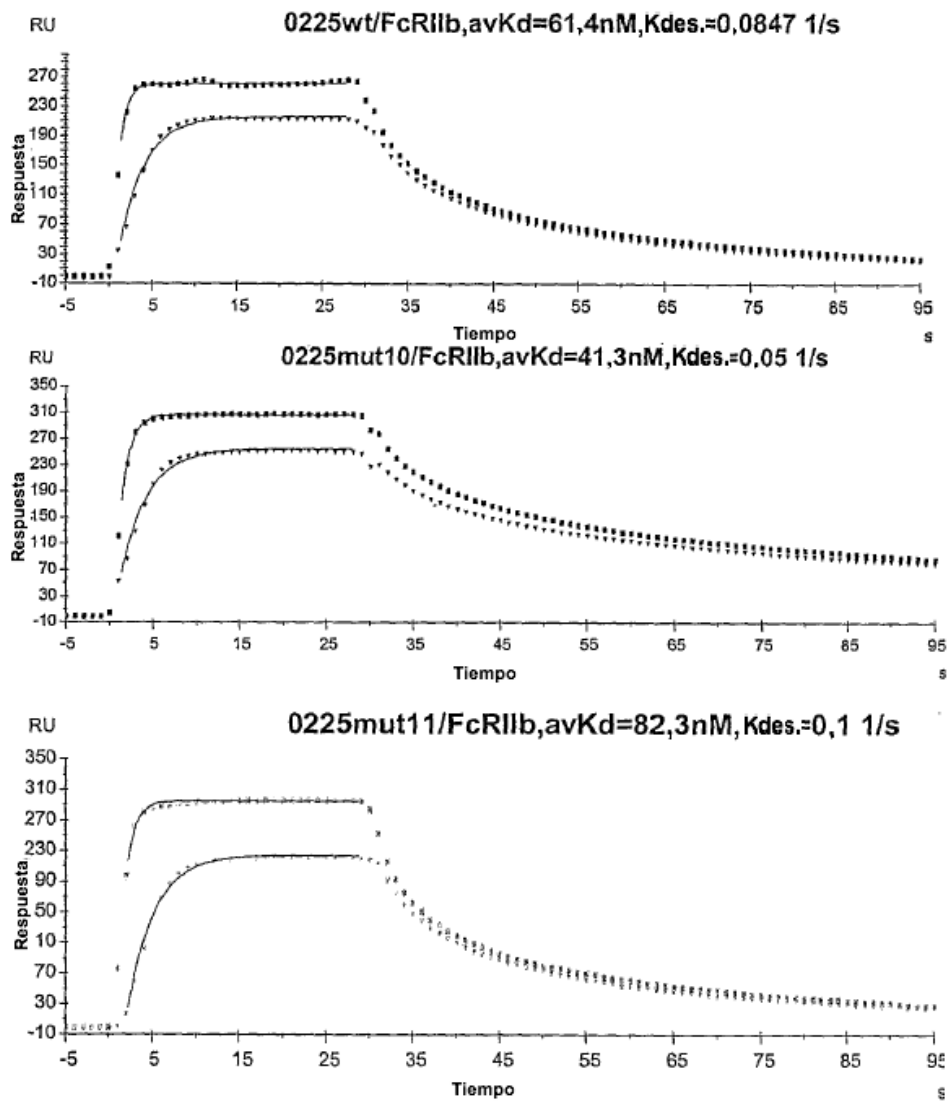 RU
0225wt/FcRIIb,avKd=61,4nM,Kdes.=0,0847 1/s
270
230
190
150
110
70
30
-10
Respuesta
-5 5 15 25 35 45 55 65 75 85 95
Tiempo
s
RU
0225mut10/FcRIIb,avKd=41,3nM,Kdes.=0,05 1/s
350
310
270
230
190
150
110
70
30
-10
Respuesta
-5 5 15 25 35 45 55 65 75 85 95
Tiempo
s
RU
0225mut11/FcRIIb,avKd=82,3nM,Kdes.=0,1 1/s
350
310
270
230
90
50
10
70
30
-10
Respuesta
-5 5 15 25 35 45 55 65 75 85 95
Tiempo
s